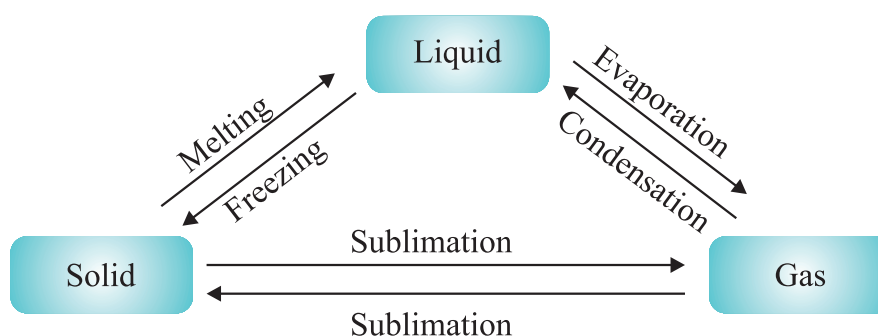 Liquid
Melting
Freezing
Evaporation
Condensation
Solid
Sublimation
Sublimation
Gas